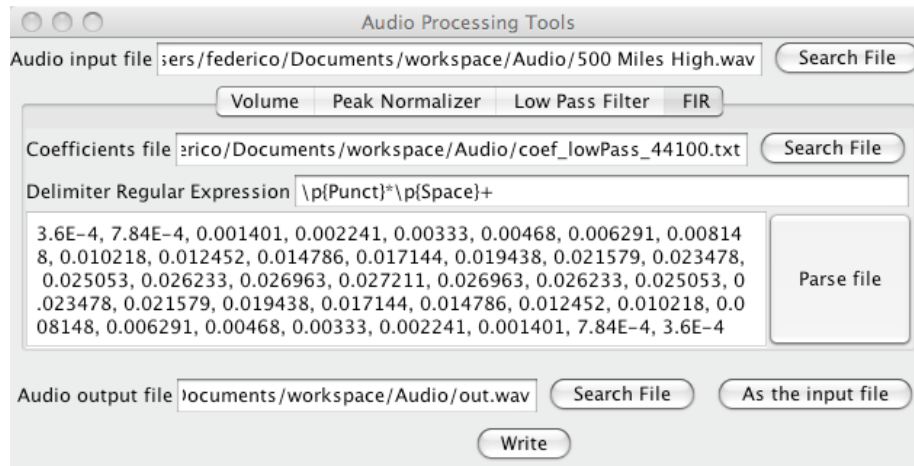 Audio Processing Tools
Audio input file sers/federico/Documents/workspace/Audio/500 Miles High.wav Search File
Volume Peak Normalizer Low Pass Filter FIR
Coefficients file erico/Documents/workspace/Audio/coef_lowPass_44100.txt Search File
Delimiter Regular Expression \p{Punct}*\p{Space}+
3.6E-4, 7.84E-4, 0.001401, 0.002241, 0.00333, 0.00468, 0.006291, 0.00814
8, 0.010218, 0.012452, 0.014786, 0.017144, 0.019438, 0.021579, 0.023478,
0.025053, 0.026233, 0.026963, 0.027211, 0.026963, 0.026233, 0.025053, 0
.023478, 0.021579, 0.019438, 0.017144, 0.014786, 0.012452, 0.010218, 0.0
08148, 0.006291, 0.00468, 0.00333, 0.002241, 0.001401, 7.84E-4, 3.6E-4
Parse file
Audio output file Documents/workspace/Audio/out.wav Search File As the input file
Write